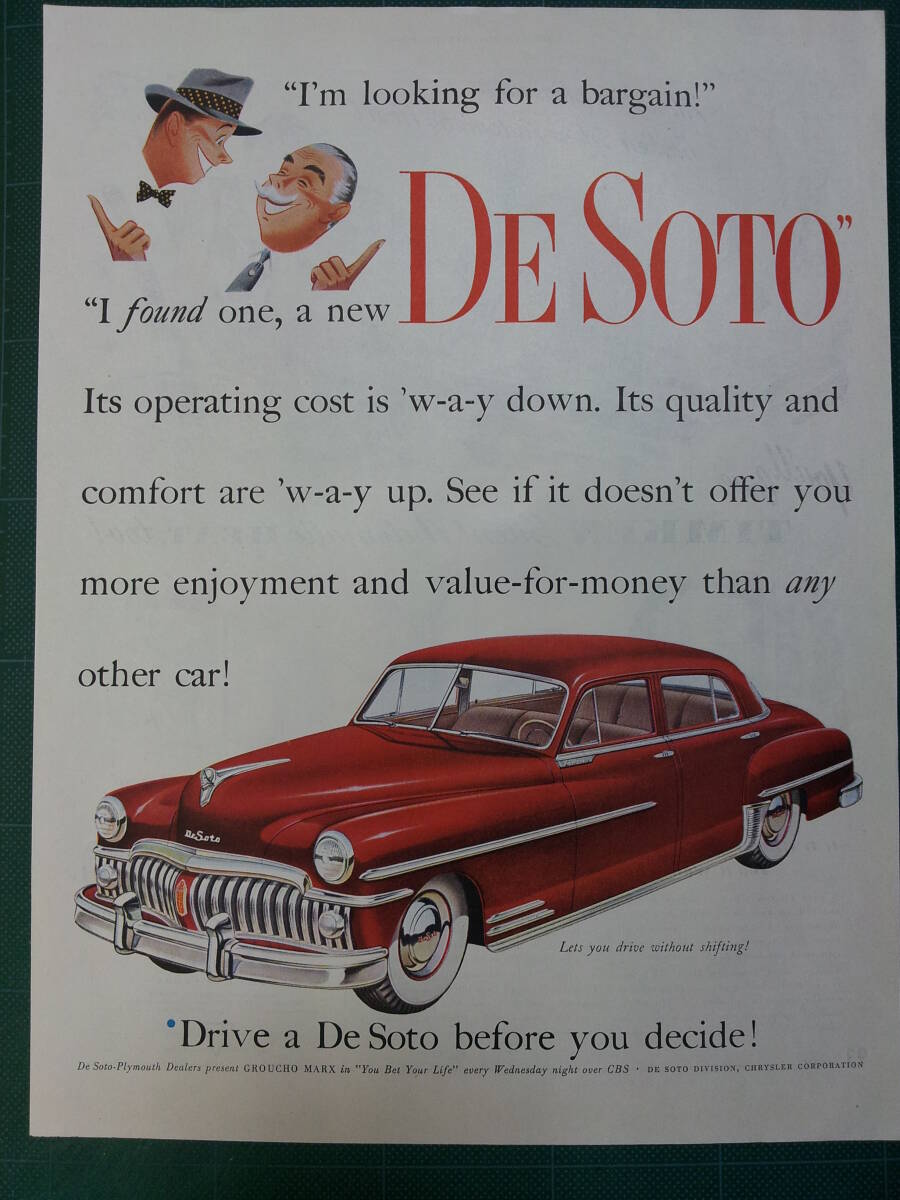 “I'm looking for a bargain!”
“I found one, a new DE SOTO”
Its operating cost is 'w-a-y down. Its quality and
comfort are 'w-a-y up. See if it doesn't offer you
more enjoyment and value-for-money than any
other car!
DeSoto
Lets you drive without shifting!
Drive a De Soto before you decide!
De Soto-Plymouth Dealers present GROUCHO MARX in "You Bet Your Life" every Wednesday night over CBS · DE SOTO DIVISION, CHRYSLER CORPORATION